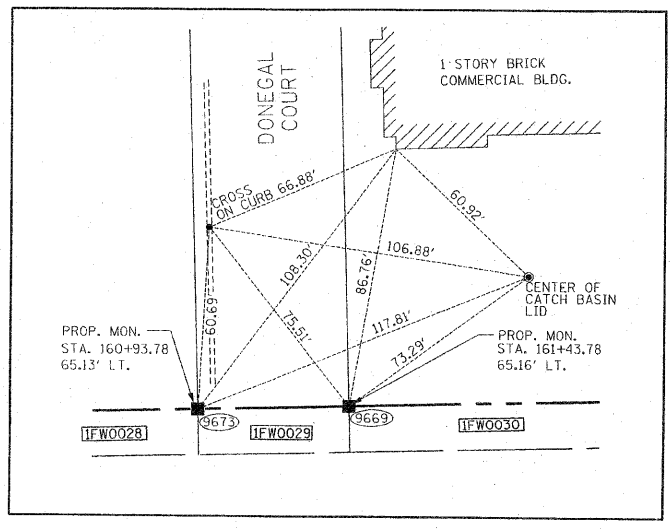 DONEGAL
COURT
1 STORY BRICK
COMMERCIAL BLDG.
CROSS
ON CURB 66.88'
60.92'
106.88'
108.30'
86.76'
60.69'
75.51'
117.81'
73.29'
CENTER OF
CATCH BASIN
LID
PROP. MON.
STA. 160+93.78
65.13' LT.
PROP. MON.
STA. 161+43.78
65.16' LT.
9673
9669
1FW0028
1FW0029
1FW0030